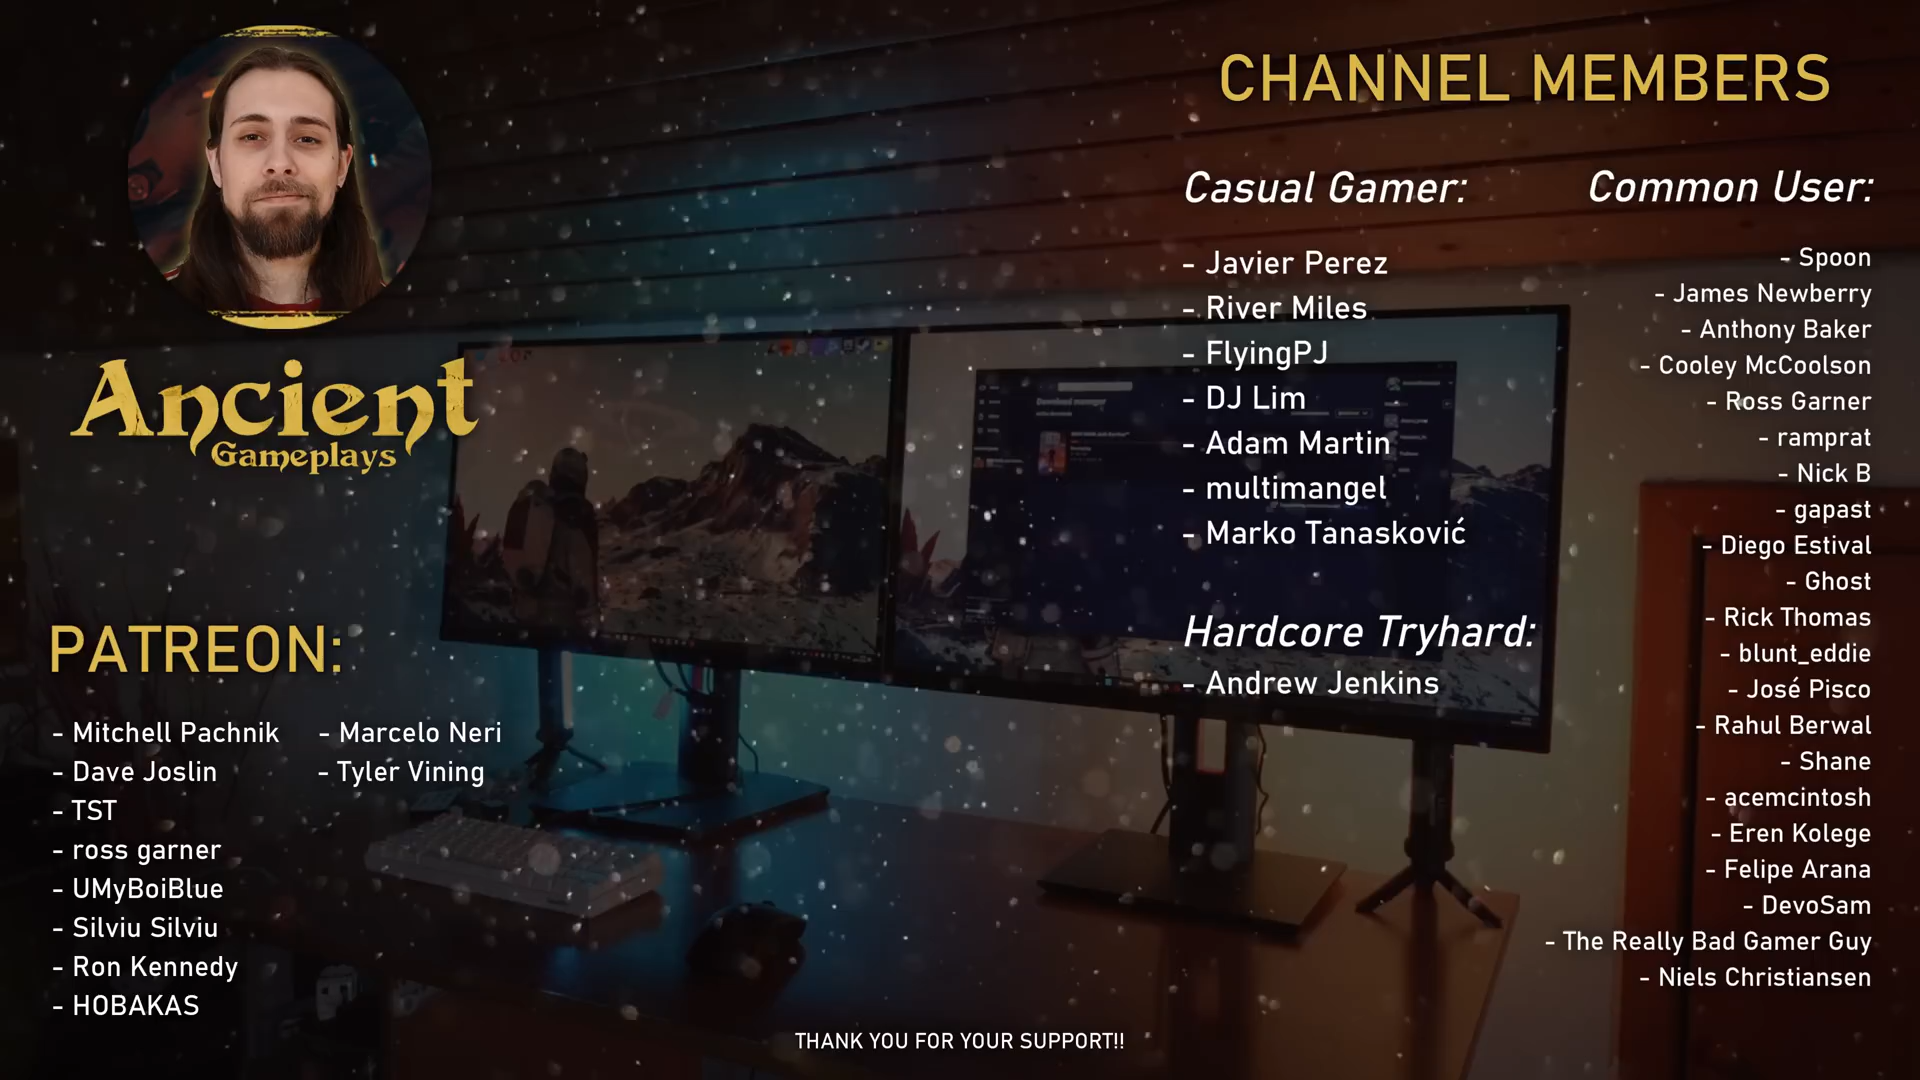 Ancient
Gameplays
PATREON:
- Mitchell Pachnik
- Dave Joslin
- TST
- ross garner
- UMyBoiBlue
- Silviu Silviu
- Ron Kennedy
- HOBAKAS
- Marcelo Neri
- Tyler Vining
CHANNEL MEMBERS
Casual Gamer:
- Javier Perez
- River Miles
- FlyingPJ
- DJ Lim
- Adam Martin
- multimangel
- Marko Tanasković
Hardcore Tryhard:
- Andrew Jenkins
Common User:
- Spoon
- James Newberry
- Anthony Baker
- Cooley McCoolson
- Ross Garner
- ramprat
- Nick B
- gapast
- Diego Estival
- Ghost
- Rick Thomas
- blunt_eddie
- José Pisco
- Rahul Berwal
- Shane
- acemcintosh
- Eren Kolege
- Felipe Arana
- DevoSam
- The Really Bad Gamer Guy
- Niels Christiansen
THANK YOU FOR YOUR SUPPORT!!
Download manager